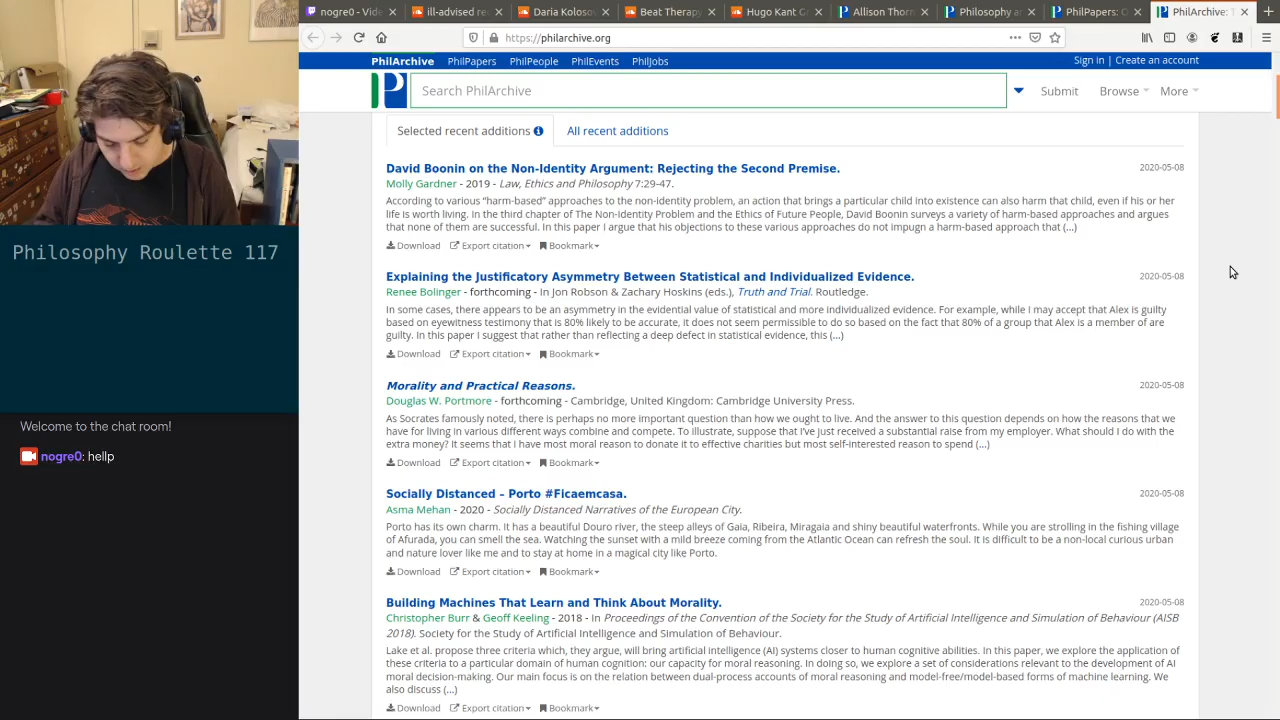 nogre0 - Vide
ill-advised re
Daria Koloso
Beat Therapy
Hugo Kant G
Allison Thorn
Philosophy a
PhilPapers: O
PhilArchive: T
https://philarchive.org
PhilArchive PhilPapers PhilPeople PhilEvents PhilJobs
Sign in | Create an account
Search PhilArchive
Submit Browse More
Selected recent additions All recent additions
David Boonin on the Non-Identity Argument: Rejecting the Second Premise. 2020-05-08
Molly Gardner - 2019 - Law, Ethics and Philosophy 7:29-47.
According to various “harm-based” approaches to the non-identity problem, an action that brings a particular child into existence can also harm that child, even if his or her
life is worth living. In the third chapter of The Non-Identity Problem and the Ethics of Future People, David Boonin surveys a variety of harm-based approaches and argues
that none of them are successful. In this paper I argue that his objections to these various approaches do not impugn a harm-based approach that (...)
Download Export citation Bookmark
Explaining the Justificatory Asymmetry Between Statistical and Individualized Evidence. 2020-05-08
Renee Bolinger - forthcoming - In Jon Robson & Zachary Hoskins (eds.), Truth and Trial. Routledge.
In some cases, there appears to be an asymmetry in the evidential value of statistical and more individualized evidence. For example, while I may accept that Alex is guilty
based on eyewitness testimony that is 80% likely to be accurate, it does not seem permissible to do so based on the fact that 80% of a group that Alex is a member of are
guilty. In this paper I suggest that rather than reflecting a deep defect in statistical evidence, this (...)
Download Export citation Bookmark
Morality and Practical Reasons. 2020-05-08
Douglas W. Portmore - forthcoming - Cambridge, United Kingdom: Cambridge University Press.
As Socrates famously noted, there is perhaps no more important question than how we ought to live. And the answer to this question depends on how the reasons that we
have for living in various different ways combine and compete. To illustrate, suppose that I've just received a substantial raise from my employer. What should I do with the
extra money? It seems that I have most moral reason to donate it to effective charities but most self-interested reason to spend (...)
Download Export citation Bookmark
Socially Distanced – Porto #Ficaemcasa. 2020-05-08
Asma Mehan - 2020 - Socially Distanced Narratives of the European City.
Porto has its own charm. It has a beautiful Douro river, the steep alleys of Gaia, Ribeira, Miragaia and shiny beautiful waterfronts. While you are strolling in the fishing village
of Afurada, you can smell the sea. Watching the sunset with a mild breeze coming from the Atlantic Ocean can refresh the soul. It is difficult to be a non-local curious urban
and nature lover like me and to stay at home in a magical city like Porto.
Download Export citation Bookmark
Building Machines That Learn and Think About Morality. 2020-05-08
Christopher Burr & Geoff Keeling - 2018 - In Proceedings of the Convention of the Society for the Study of Artificial Intelligence and Simulation of Behaviour (AISB
2018). Society for the Study of Artificial Intelligence and Simulation of Behaviour.
Lake et al. propose three criteria which, they argue, will bring artificial intelligence (AI) systems closer to human cognitive abilities. In this paper, we explore the application of
these criteria to a particular domain of human cognition: our capacity for moral reasoning. In doing so, we explore a set of considerations relevant to the development of AI
moral decision-making. Our main focus is on the relation between dual-process accounts of moral reasoning and model-free/model-based forms of machine learning. We
also discuss (...)
Download Export citation Bookmark
Philosophy Roulette 117
Welcome to the chat room!
nogre0: hellp